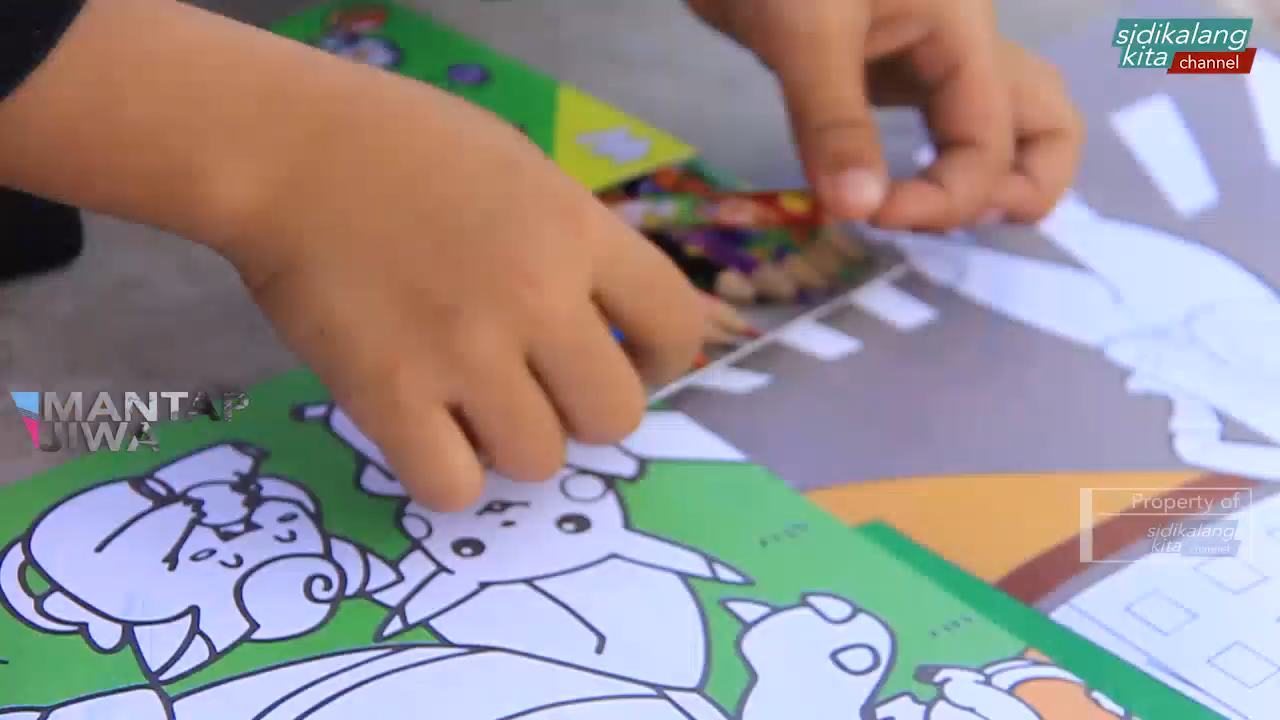 sidikalang
kita channel
MANTAP
JIWA
Property of
sidikalang
kita channel